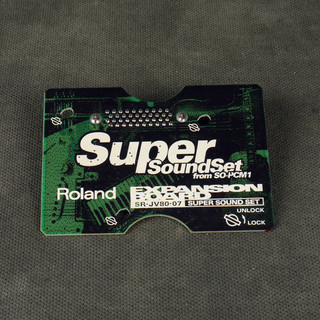 Super
SoundSet
from SO-PCM1
Roland
EXPANSION
BOARD
SR-JV80-07 SUPER SOUND SET
UNLOCK
LOCK